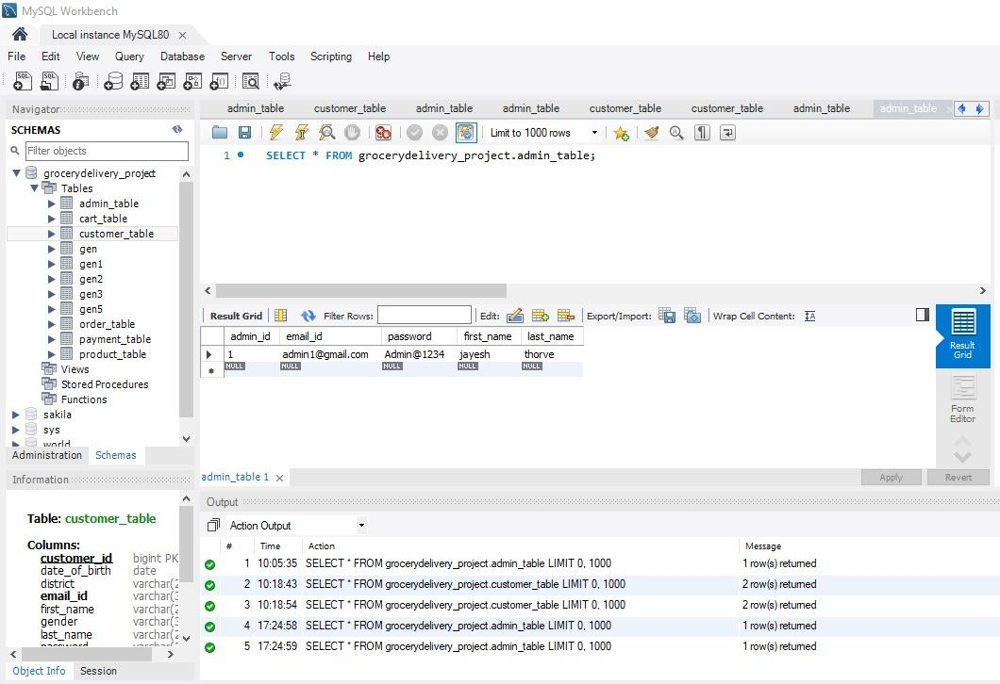 MySQL Workbench
Local instance MySQL80
File Edit View Query Database Server Tools Scripting Help
Navigator
SCHEMAS
Filter objects
grocerydelivery_project
Tables
admin_table
cart_table
customer_table
gen
gen1
gen2
gen3
gen5
order_table
payment_table
product_table
Views
Stored Procedures
Functions
sakila
sys
world
Administration Schemas
Information
Table: customer_table
Columns:
customer_id bigint PK
date_of_birth date
district varchar(2
email_id varchar(3
first_name varchar(2
gender varchar(3
last_name varchar(2
password varchar(2
Object Info Session
admin_table customer_table admin_table admin_table customer_table customer_table admin_table admin_table
Limit to 1000 rows
1 SELECT * FROM grocerydelivery_project.admin_table;
Result Grid Filter Rows: Edit: Export/Import: Wrap Cell Content:
admin_id email_id password first_name last_name
1 admin1@gmail.com Admin@1234 jayesh thorve
NULL NULL NULL NULL NULL
Result Grid
Form Editor
admin_table 1
Apply Revert
Output
Action Output
# Time Action Message
1 10:05:35 SELECT * FROM grocerydelivery_project.admin_table LIMIT 0, 1000 1 row(s) returned
2 10:18:43 SELECT * FROM grocerydelivery_project.customer_table LIMIT 0, 1000 2 row(s) returned
3 10:18:54 SELECT * FROM grocerydelivery_project.customer_table LIMIT 0, 1000 2 row(s) returned
4 17:24:58 SELECT * FROM grocerydelivery_project.admin_table LIMIT 0, 1000 1 row(s) returned
5 17:24:59 SELECT * FROM grocerydelivery_project.admin_table LIMIT 0, 1000 1 row(s) returned